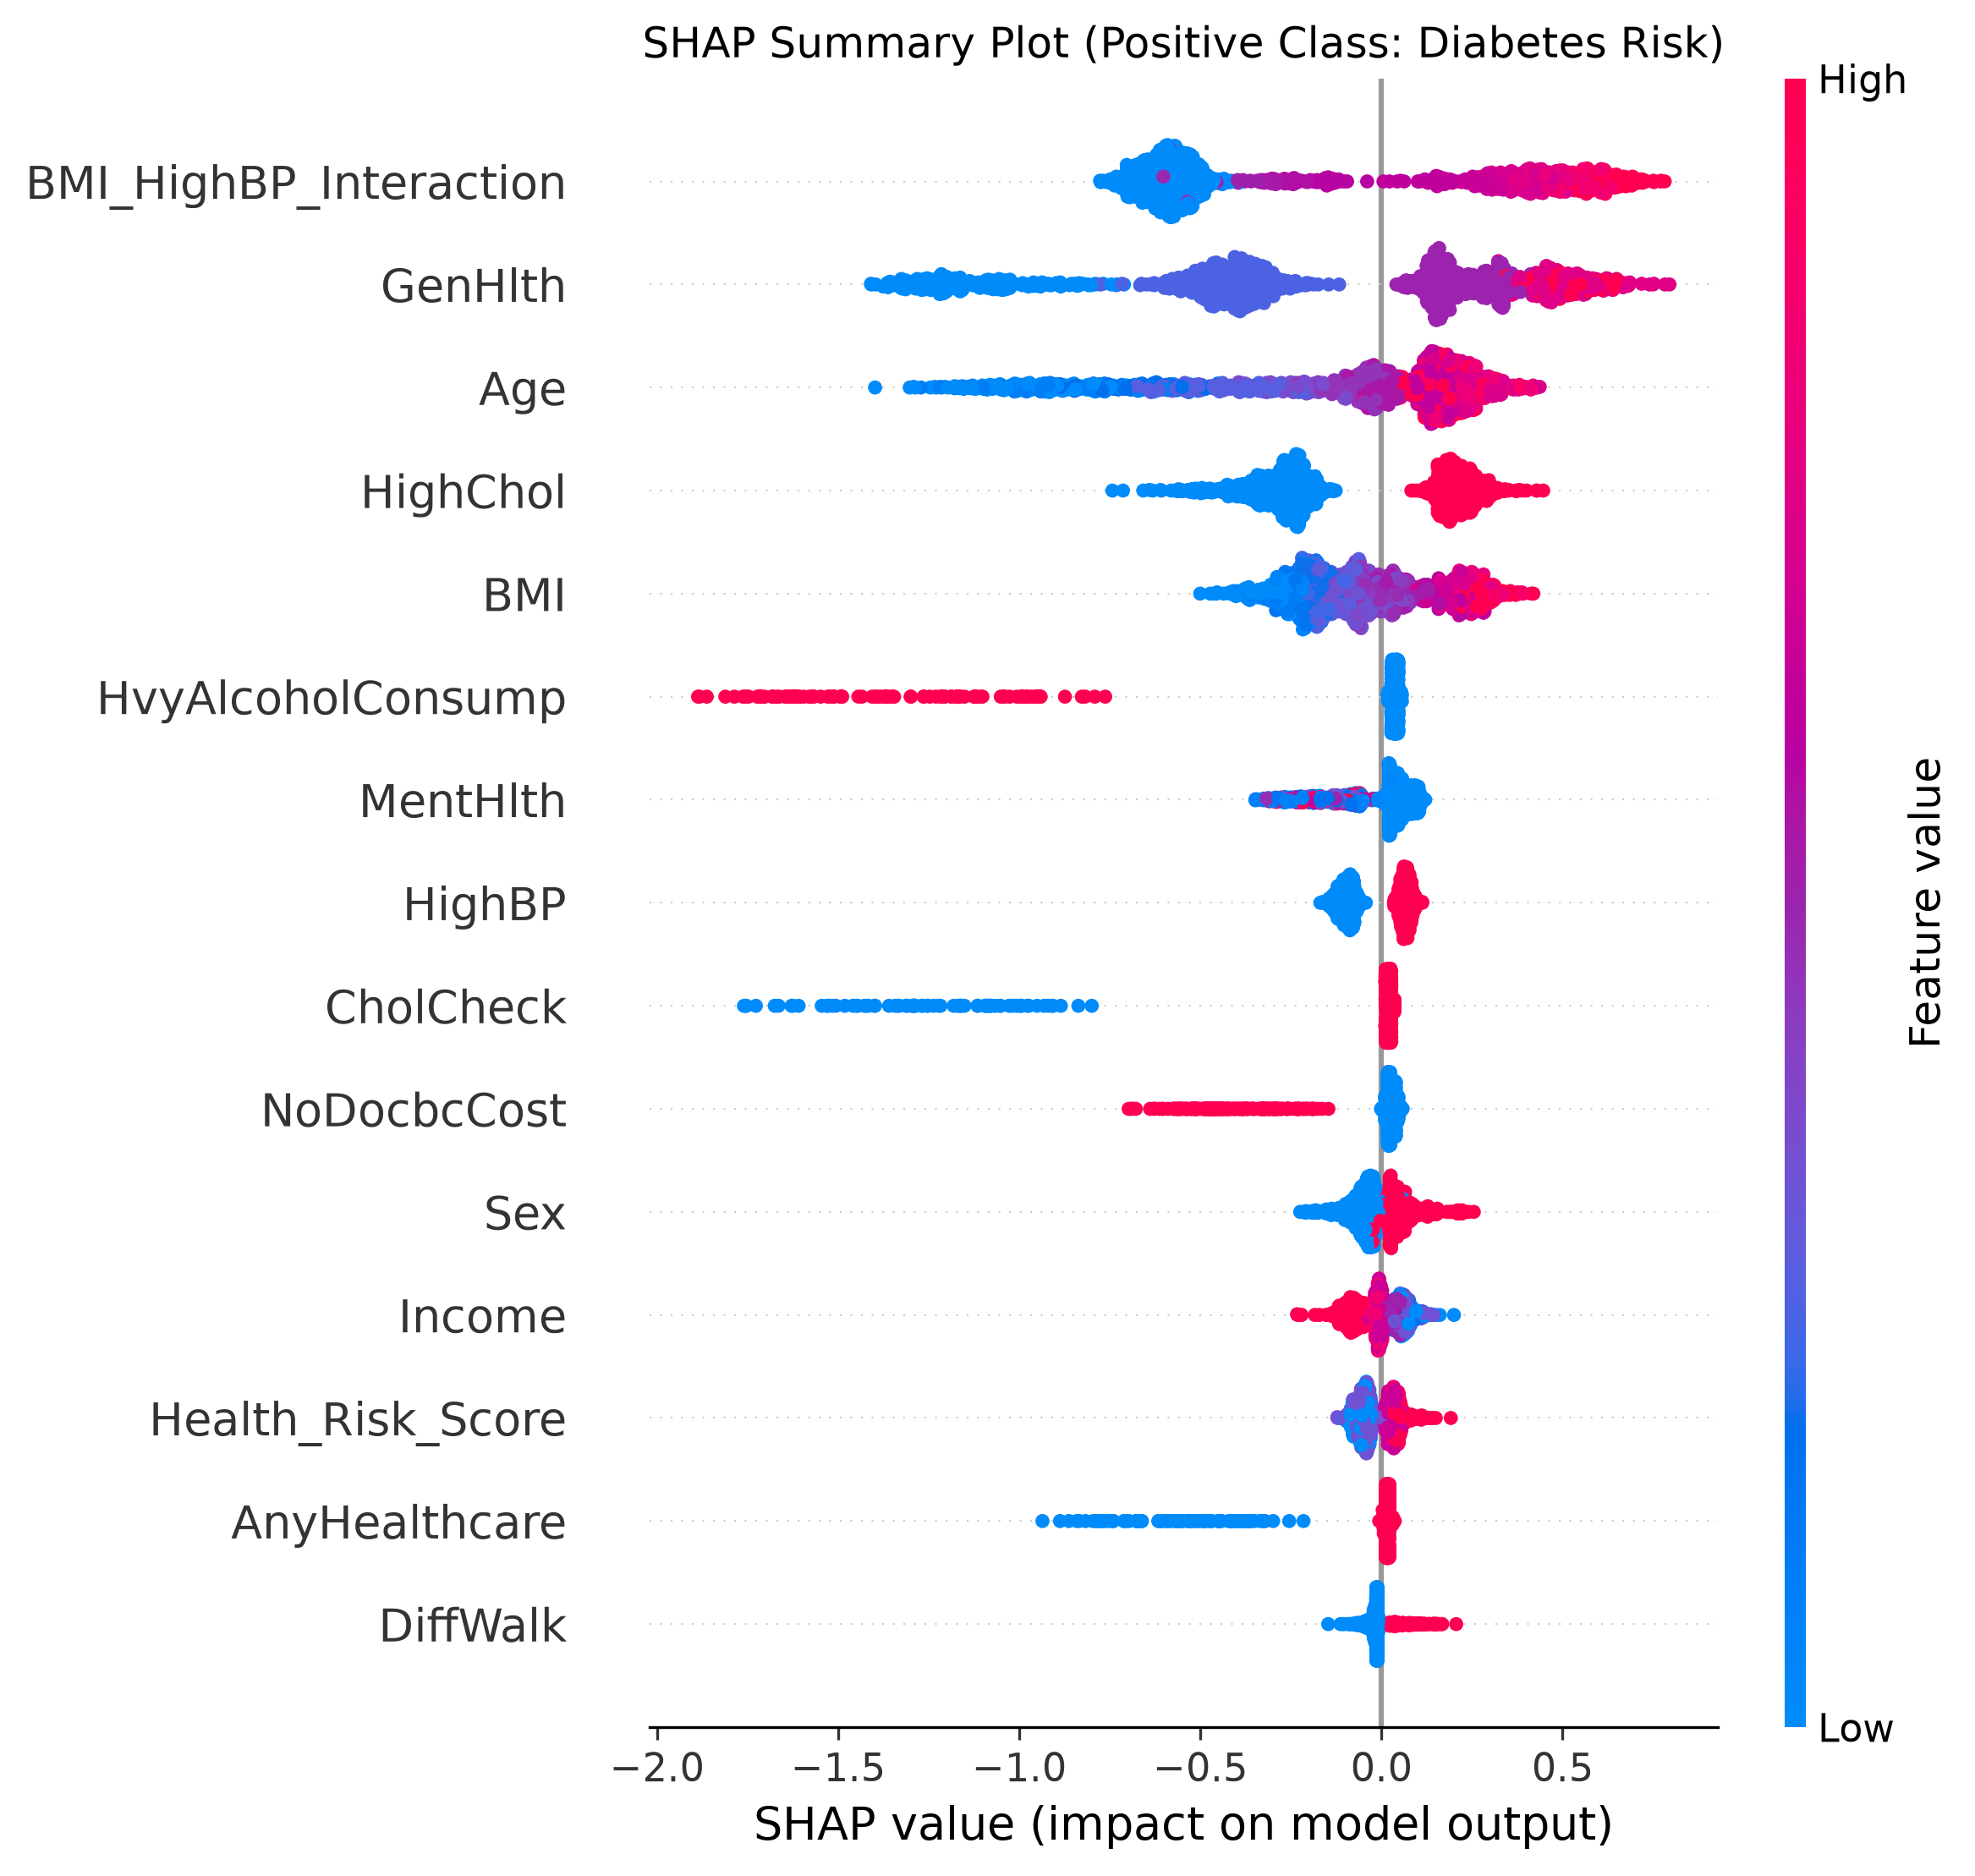 SHAP Summary Plot (Positive Class: Diabetes Risk)
High
BMI_HighBP_Interaction
GenHlth
Age
HighChol
BMI
HvyAlcoholConsump
MentHlth
HighBP
CholCheck
NoDocbcCost
Sex
Income
Health_Risk_Score
AnyHealthcare
DiffWalk
Feature value
Low
−2.0 −1.5 −1.0 −0.5 0.0 0.5
SHAP value (impact on model output)